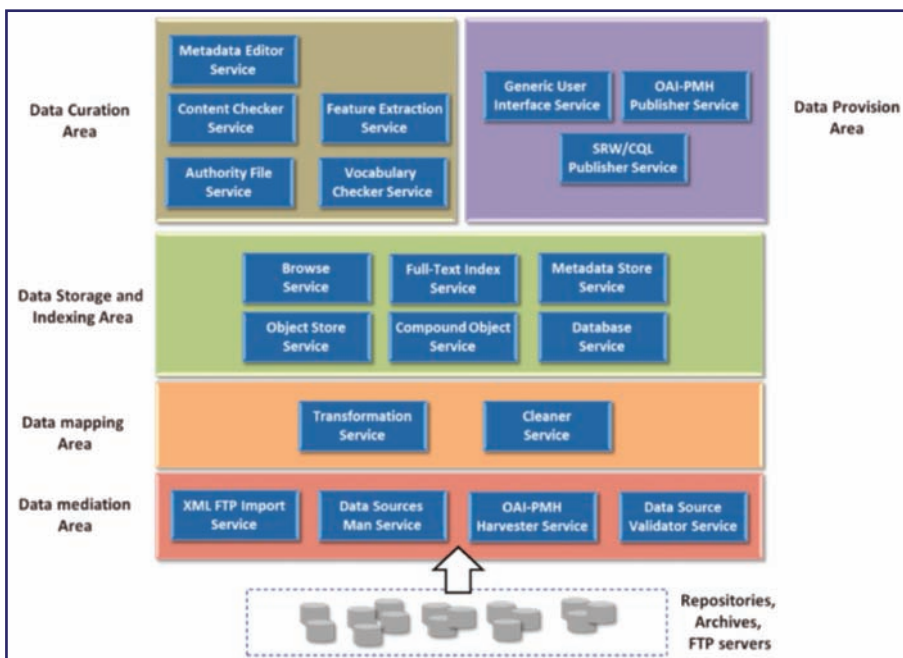 Data Curation
Area
Metadata Editor
Service
Content Checker
Service
Feature Extraction
Service
Authority File
Service
Vocabulary
Checker Service
Generic User
Interface Service
OAI-PMH
Publisher Service
SRW/CQL
Publisher Service
Data Provision
Area
Data Storage and
Indexing Area
Browse
Service
Full-Text Index
Service
Metadata Store
Service
Object Store
Service
Compound Object
Service
Database
Service
Data mapping
Area
Transformation
Service
Cleaner
Service
Data mediation
Area
XML FTP Import
Service
Data Sources
Man Service
OAI-PMH
Harvester Service
Data Source
Validator Service
Repositories,
Archives,
FTP servers